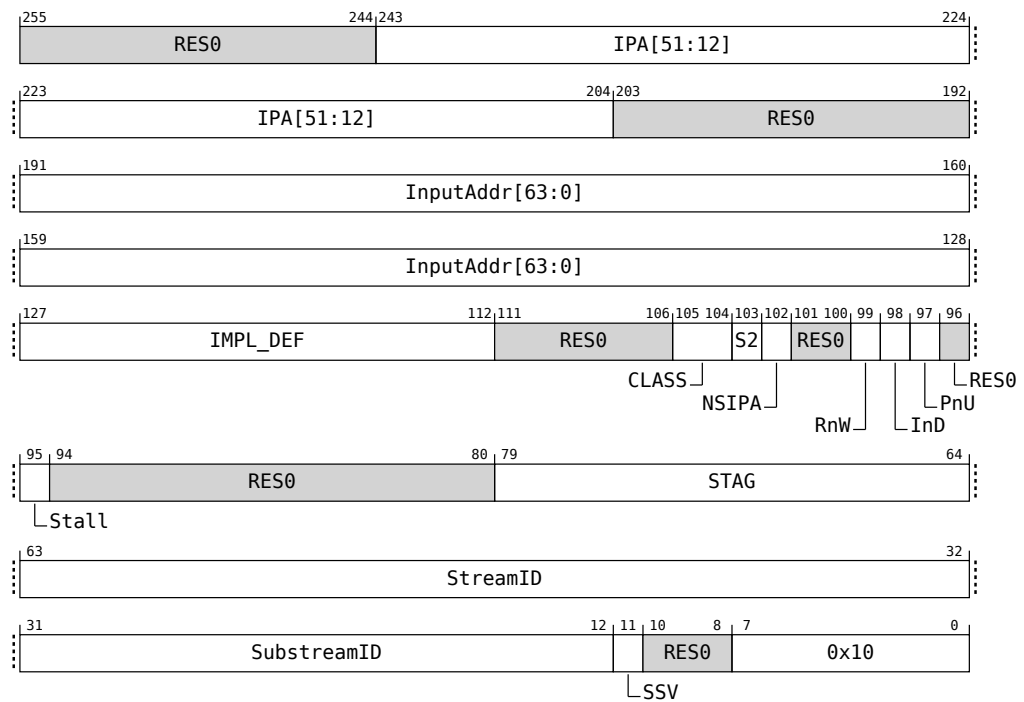 255 244 243 224
RES0 IPA[51:12]
223 204 203 192
IPA[51:12] RES0
191 160
InputAddr[63:0]
159 128
InputAddr[63:0]
127 112 111 106 105 104 103 102 101 100 99 98 97 96
IMPL_DEF RES0 S2 RES0
CLASS RES0
NSIPA PnU
RnW InD
95 94 80 79 64
RES0 STAG
Stall
63 32
StreamID
31 12 11 10 8 7 0
SubstreamID RES0 0x10
SSV